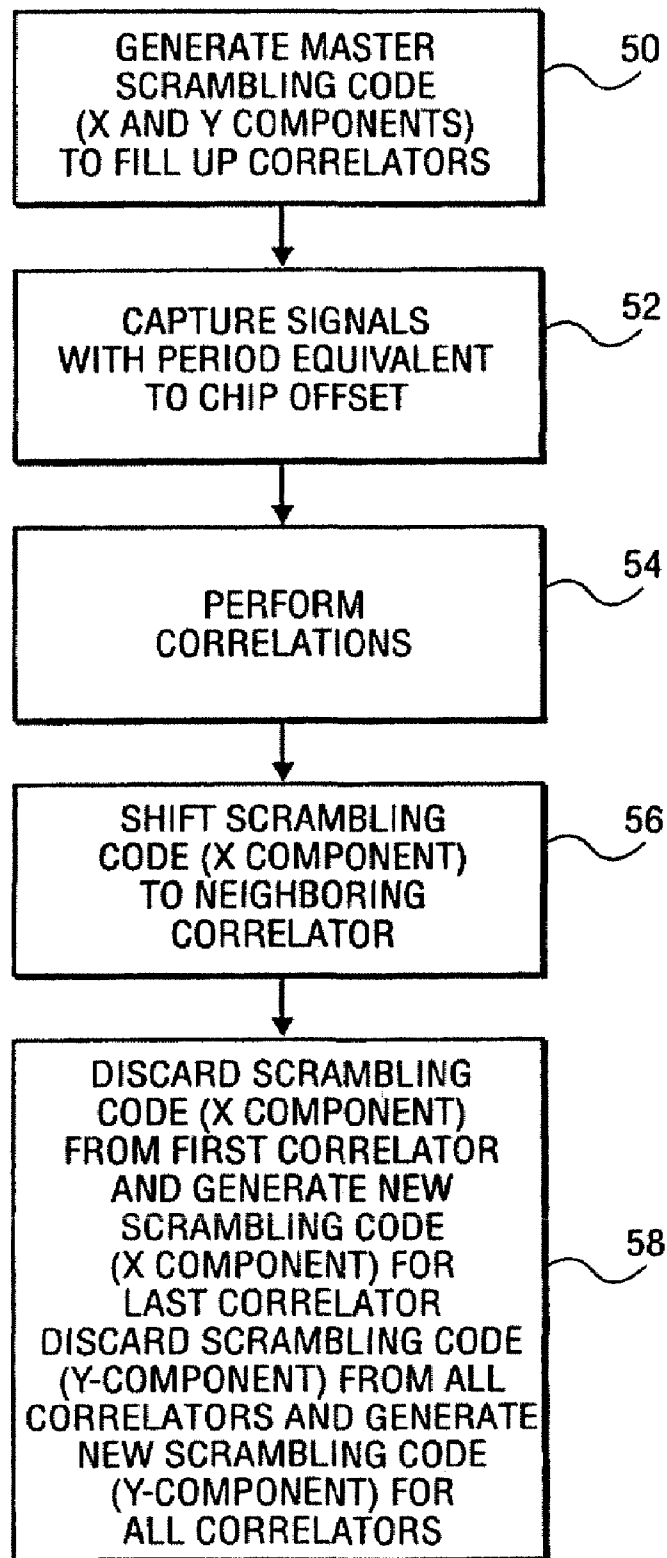 GENERATE MASTER
SCRAMBLING CODE
(X AND Y COMPONENTS)
TO FILL UP CORRELATORS
50
CAPTURE SIGNALS
WITH PERIOD EQUIVALENT
TO CHIP OFFSET
52
PERFORM
CORRELATIONS
54
SHIFT SCRAMBLING
CODE (X COMPONENT)
TO NEIGHBORING
CORRELATOR
56
DISCARD SCRAMBLING
CODE (X COMPONENT)
FROM FIRST CORRELATOR
AND GENERATE NEW
SCRAMBLING CODE
(X COMPONENT) FOR
LAST CORRELATOR
DISCARD SCRAMBLING CODE
(Y-COMPONENT) FROM ALL
CORRELATORS AND GENERATE
NEW SCRAMBLING CODE
(Y-COMPONENT) FOR
ALL CORRELATORS
58